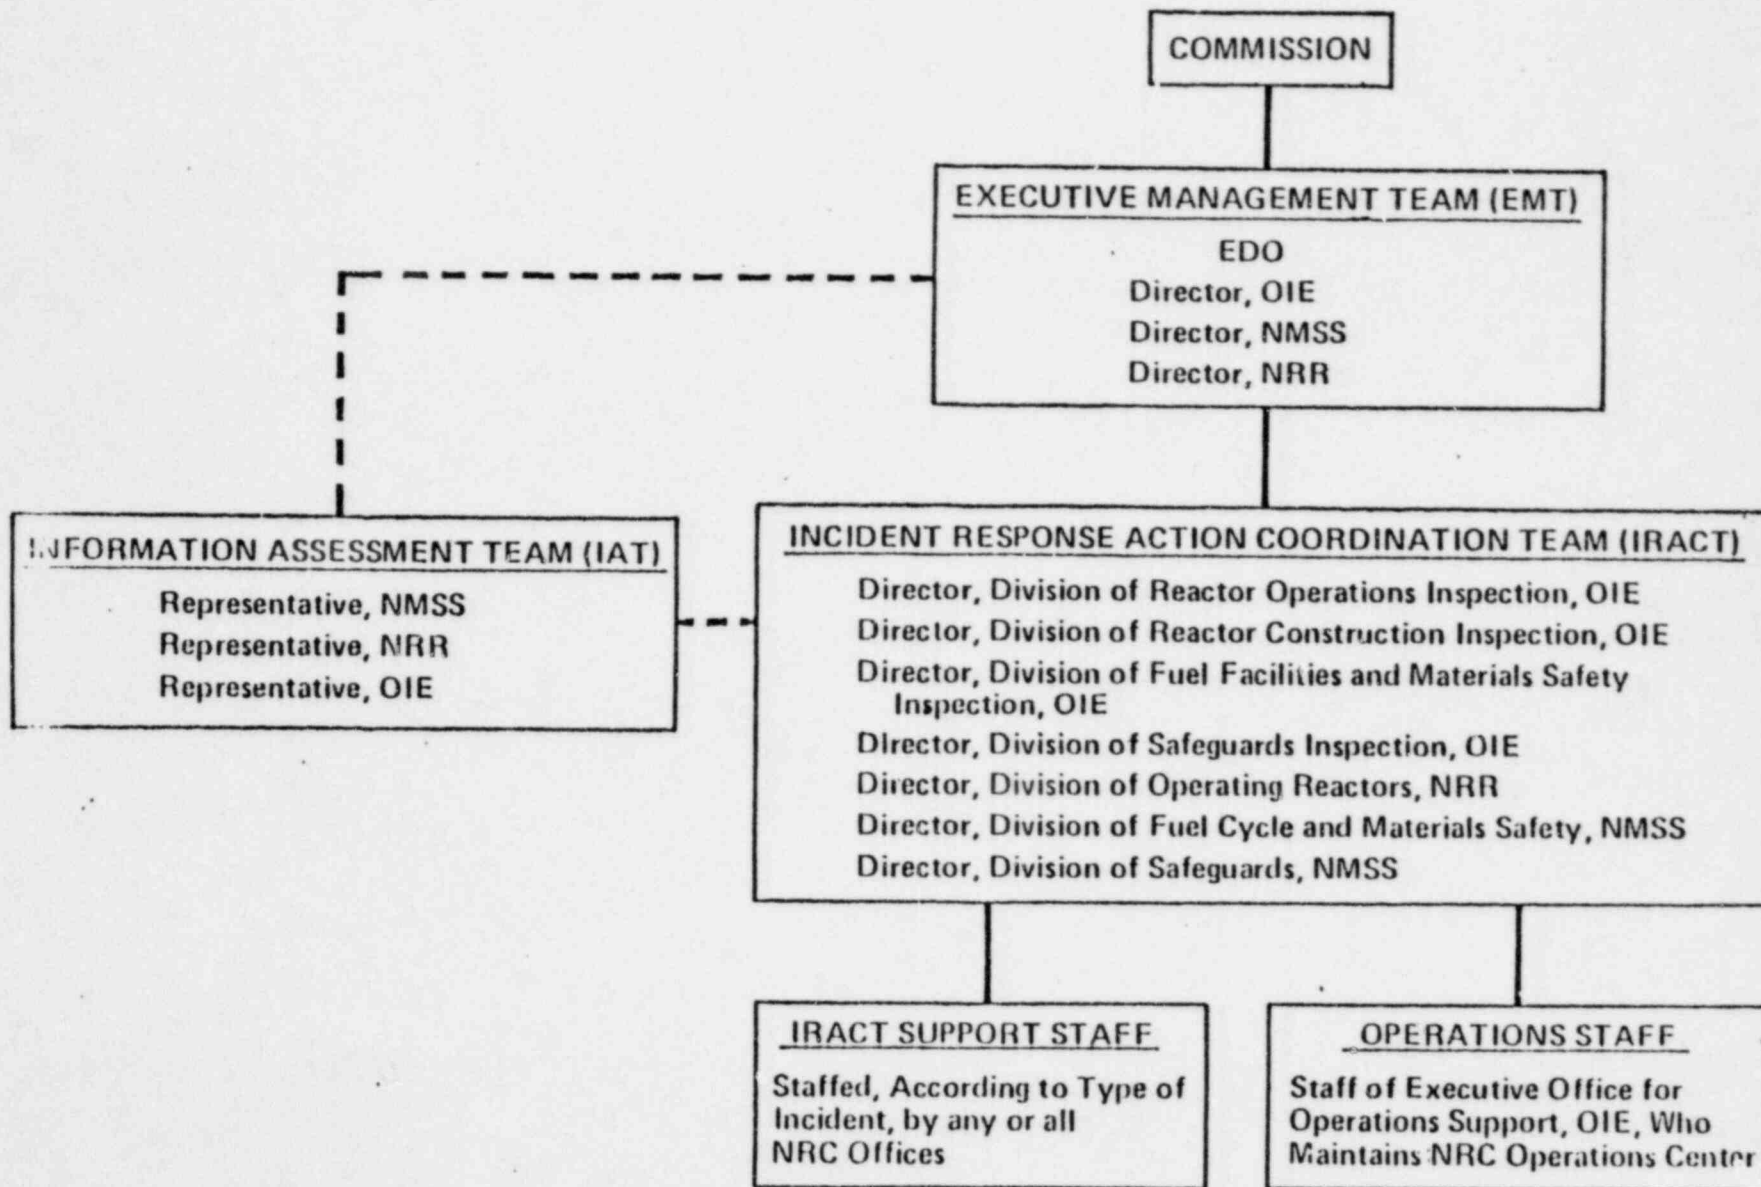 COMMISSION
EXECUTIVE MANAGEMENT TEAM (EMT)
EDO
Director, OIE
Director, NMSS
Director, NRR
INFORMATION ASSESSMENT TEAM (IAT)
Representative, NMSS
Representative, NRR
Representative, OIE
INCIDENT RESPONSE ACTION COORDINATION TEAM (IRACT)
Director, Division of Reactor Operations Inspection, OIE
Director, Division of Reactor Construction Inspection, OIE
Director, Division of Fuel Facilities and Materials Safety
Inspection, OIE
Director, Division of Safeguards Inspection, OIE
Director, Division of Operating Reactors, NRR
Director, Division of Fuel Cycle and Materials Safety, NMSS
Director, Division of Safeguards, NMSS
IRACT SUPPORT STAFF
Staffed, According to Type of
Incident, by any or all
NRC Offices
OPERATIONS STAFF
Staff of Executive Office for
Operations Support, OIE, Who
Maintains NRC Operations Center